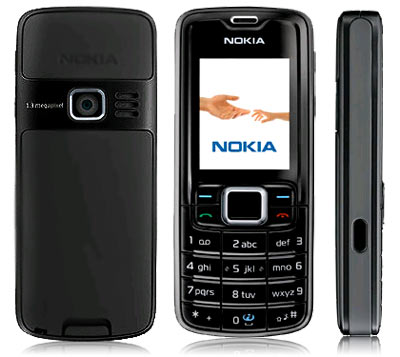 NOKIA
1.3 megapixel
NOKIA
NOKIA
1
2 abc
def 3
4 ghi
5 jkl
mno 6
7 pqrs
8 tuv
wxyz 9
* +
0
#